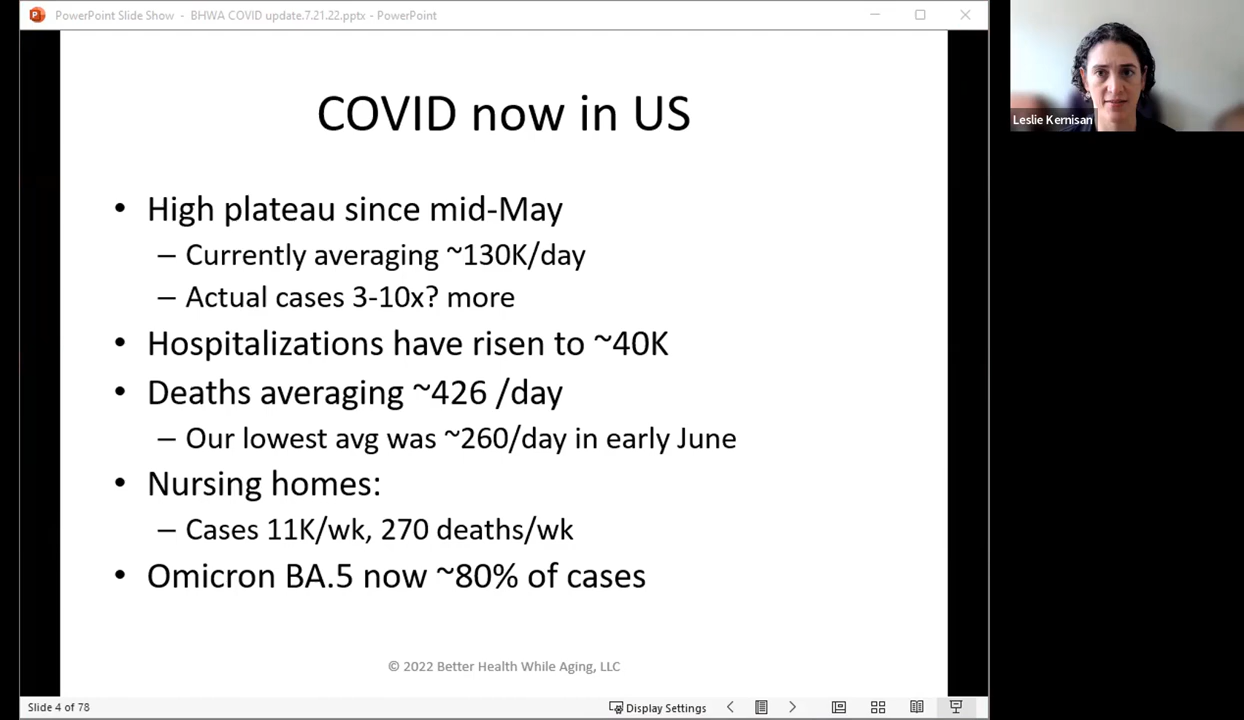 PowerPoint Slide Show - BHWA COVID update.7.21.22.pptx - PowerPoint
COVID now in US
• High plateau since mid-May
– Currently averaging ~130K/day
– Actual cases 3-10x? more
• Hospitalizations have risen to ~40K
• Deaths averaging ~426 /day
– Our lowest avg was ~260/day in early June
• Nursing homes:
– Cases 11K/wk, 270 deaths/wk
• Omicron BA.5 now ~80% of cases
© 2022 Better Health While Aging, LLC
Slide 4 of 78
Display Settings
Leslie Kernisan